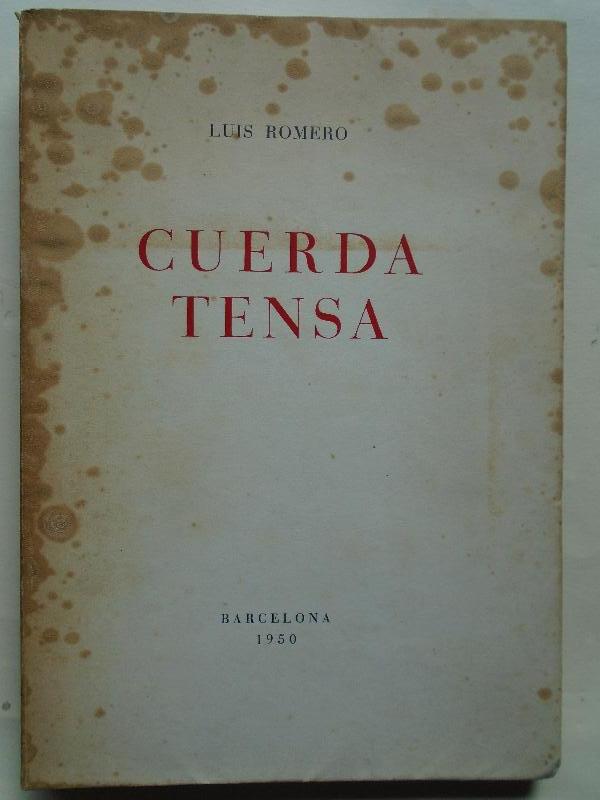 LUIS ROMERO
CUERDA
TENSA
BARCELONA
1950